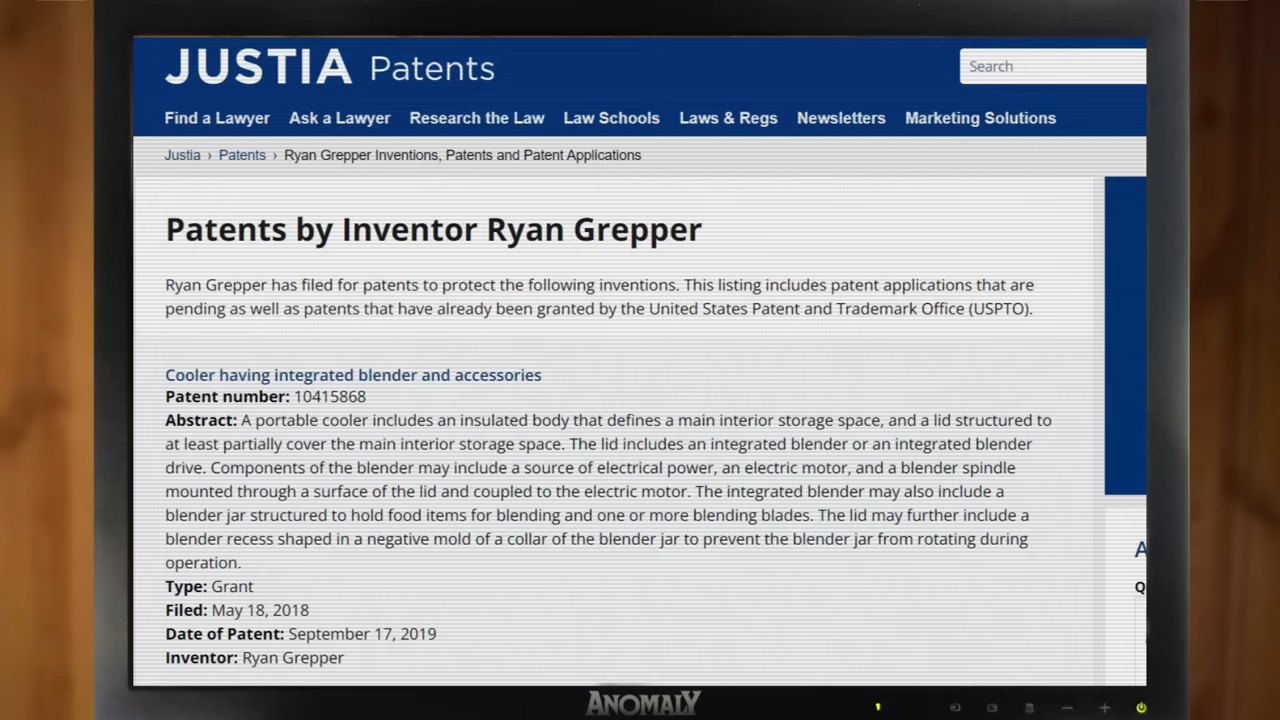 JUSTIA Patents
Search
Find a Lawyer Ask a Lawyer Research the Law Law Schools Laws & Regs Newsletters Marketing Solutions
Justia › Patents › Ryan Grepper Inventions, Patents and Patent Applications
Patents by Inventor Ryan Grepper
Ryan Grepper has filed for patents to protect the following inventions. This listing includes patent applications that are
pending as well as patents that have already been granted by the United States Patent and Trademark Office (USPTO).
Cooler having integrated blender and accessories
Patent number: 10415868
Abstract: A portable cooler includes an insulated body that defines a main interior storage space, and a lid structured to
at least partially cover the main interior storage space. The lid includes an integrated blender or an integrated blender
drive. Components of the blender may include a source of electrical power, an electric motor, and a blender spindle
mounted through a surface of the lid and coupled to the electric motor. The integrated blender may also include a
blender jar structured to hold food items for blending and one or more blending blades. The lid may further include a
blender recess shaped in a negative mold of a collar of the blender jar to prevent the blender jar from rotating during
operation.
Type: Grant
Filed: May 18, 2018
Date of Patent: September 17, 2019
Inventor: Ryan Grepper
A
Q
ANOMALY